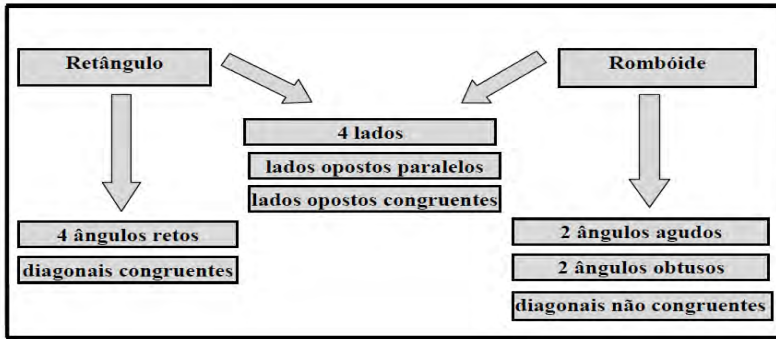 Retângulo
Rombóide
4 lados
lados opostos paralelos
lados opostos congruentes
4 ângulos retos
diagonais congruentes
2 ângulos agudos
2 ângulos obtusos
diagonais não congruentes